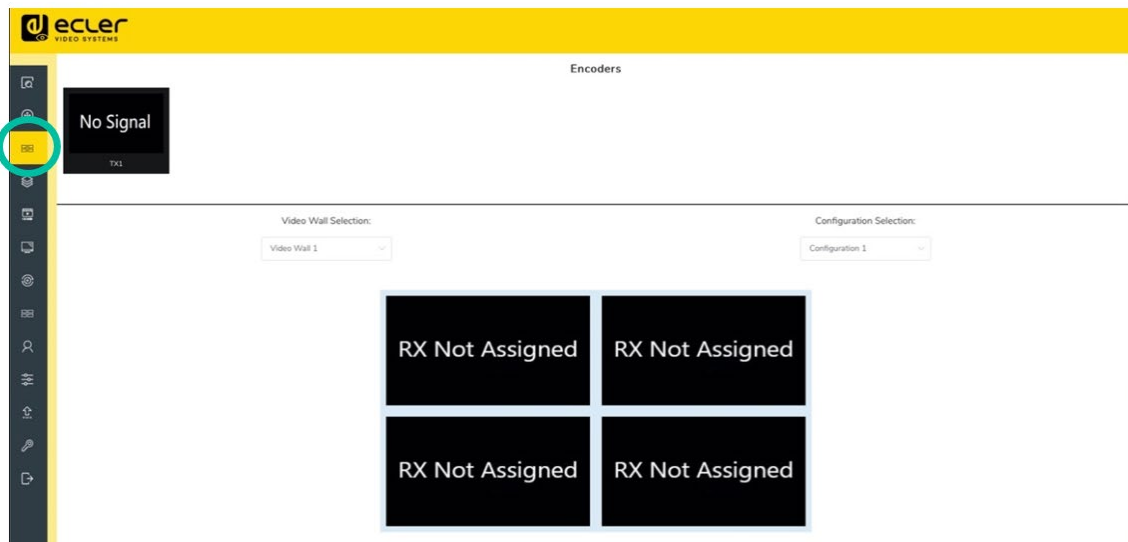 ecler
VIDEO SYSTEMS
Encoders
No Signal
TX1
Video Wall Selection:
Configuration Selection:
Video Wall 1
Configuration 1
RX Not Assigned
RX Not Assigned
RX Not Assigned
RX Not Assigned